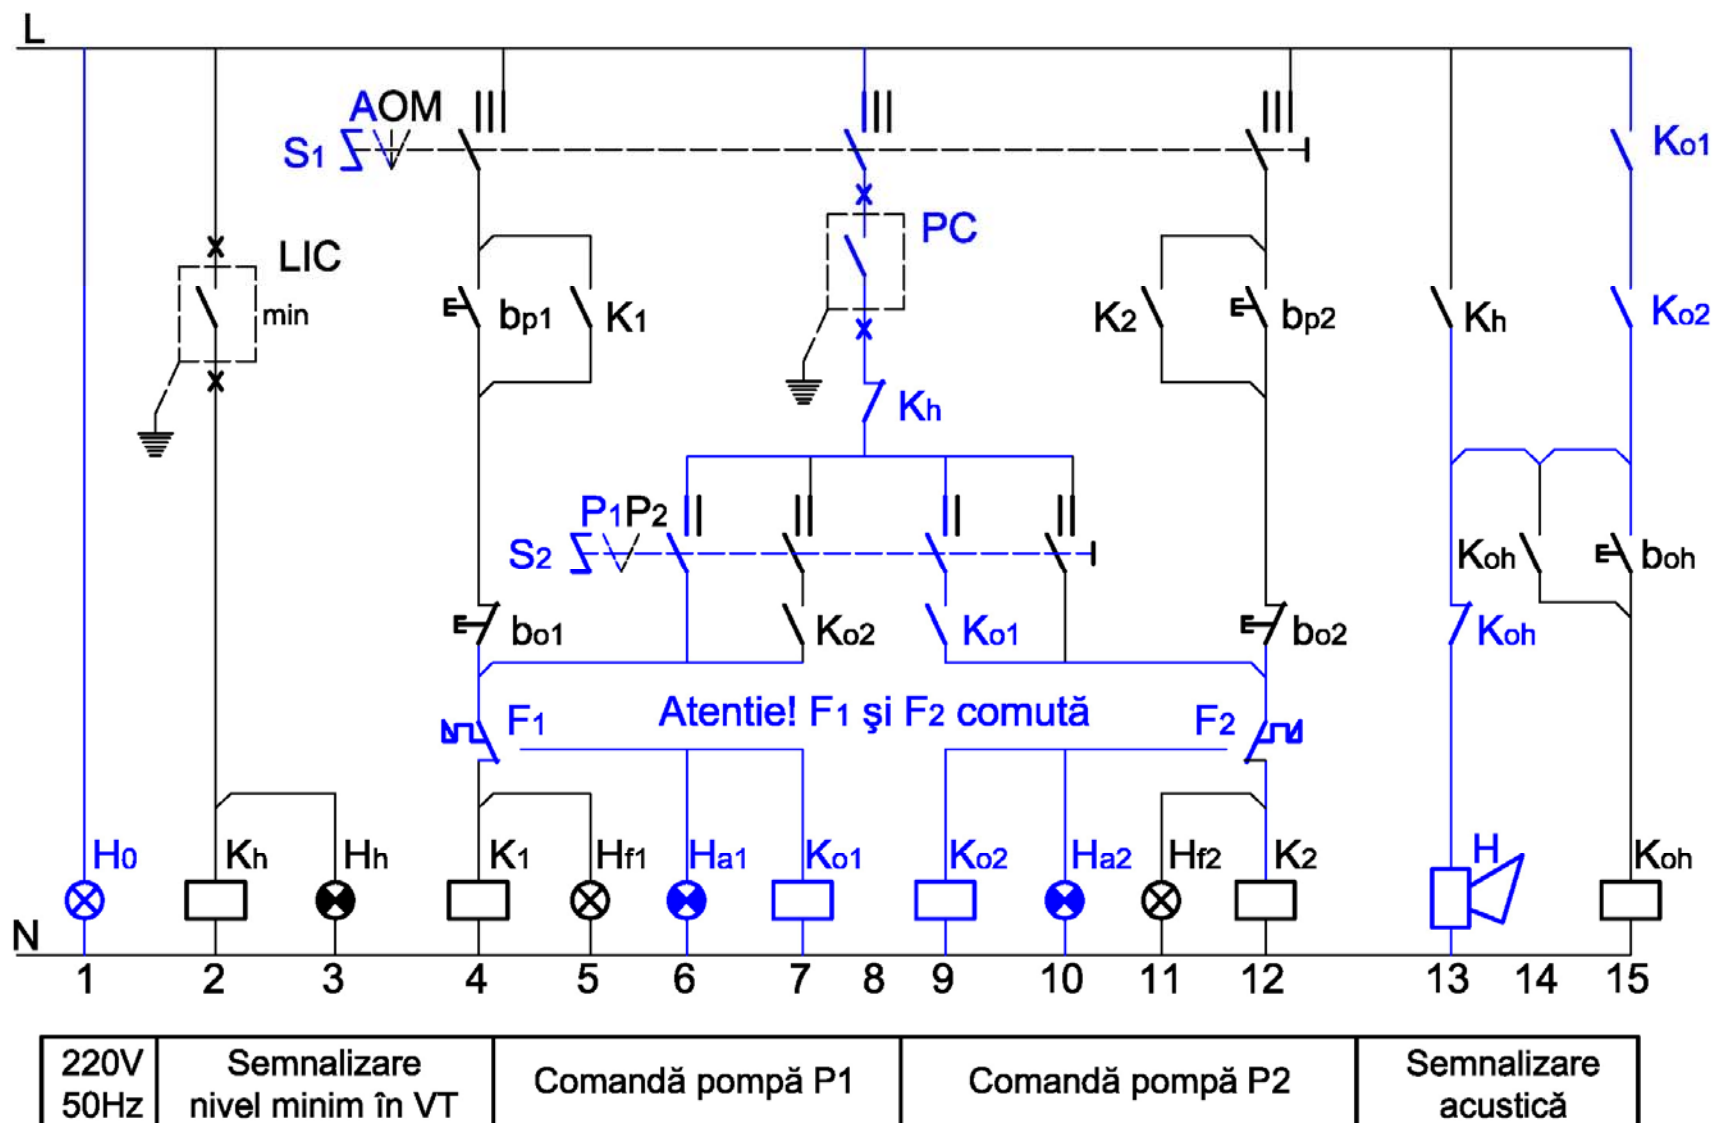 L
AOM
S1
Ko1
PC
LIC
min
bp1
K1
K2
bp2
Kh
Ko2
Kh
P1P2
S2
Koh
boh
bo1
Ko2
Ko1
bo2
Koh
F1
Atentie! F1 şi F2 comută
F2
H0
Kh
Hh
K1
Hf1
Ha1
Ko1
Ko2
Ha2
Hf2
K2
H
Koh
N
1 2 3 4 5 6 7 8 9 10 11 12 13 14 15
220V
50Hz
Semnalizare
nivel minim în VT
Comandă pompă P1
Comandă pompă P2
Semnalizare
acustică